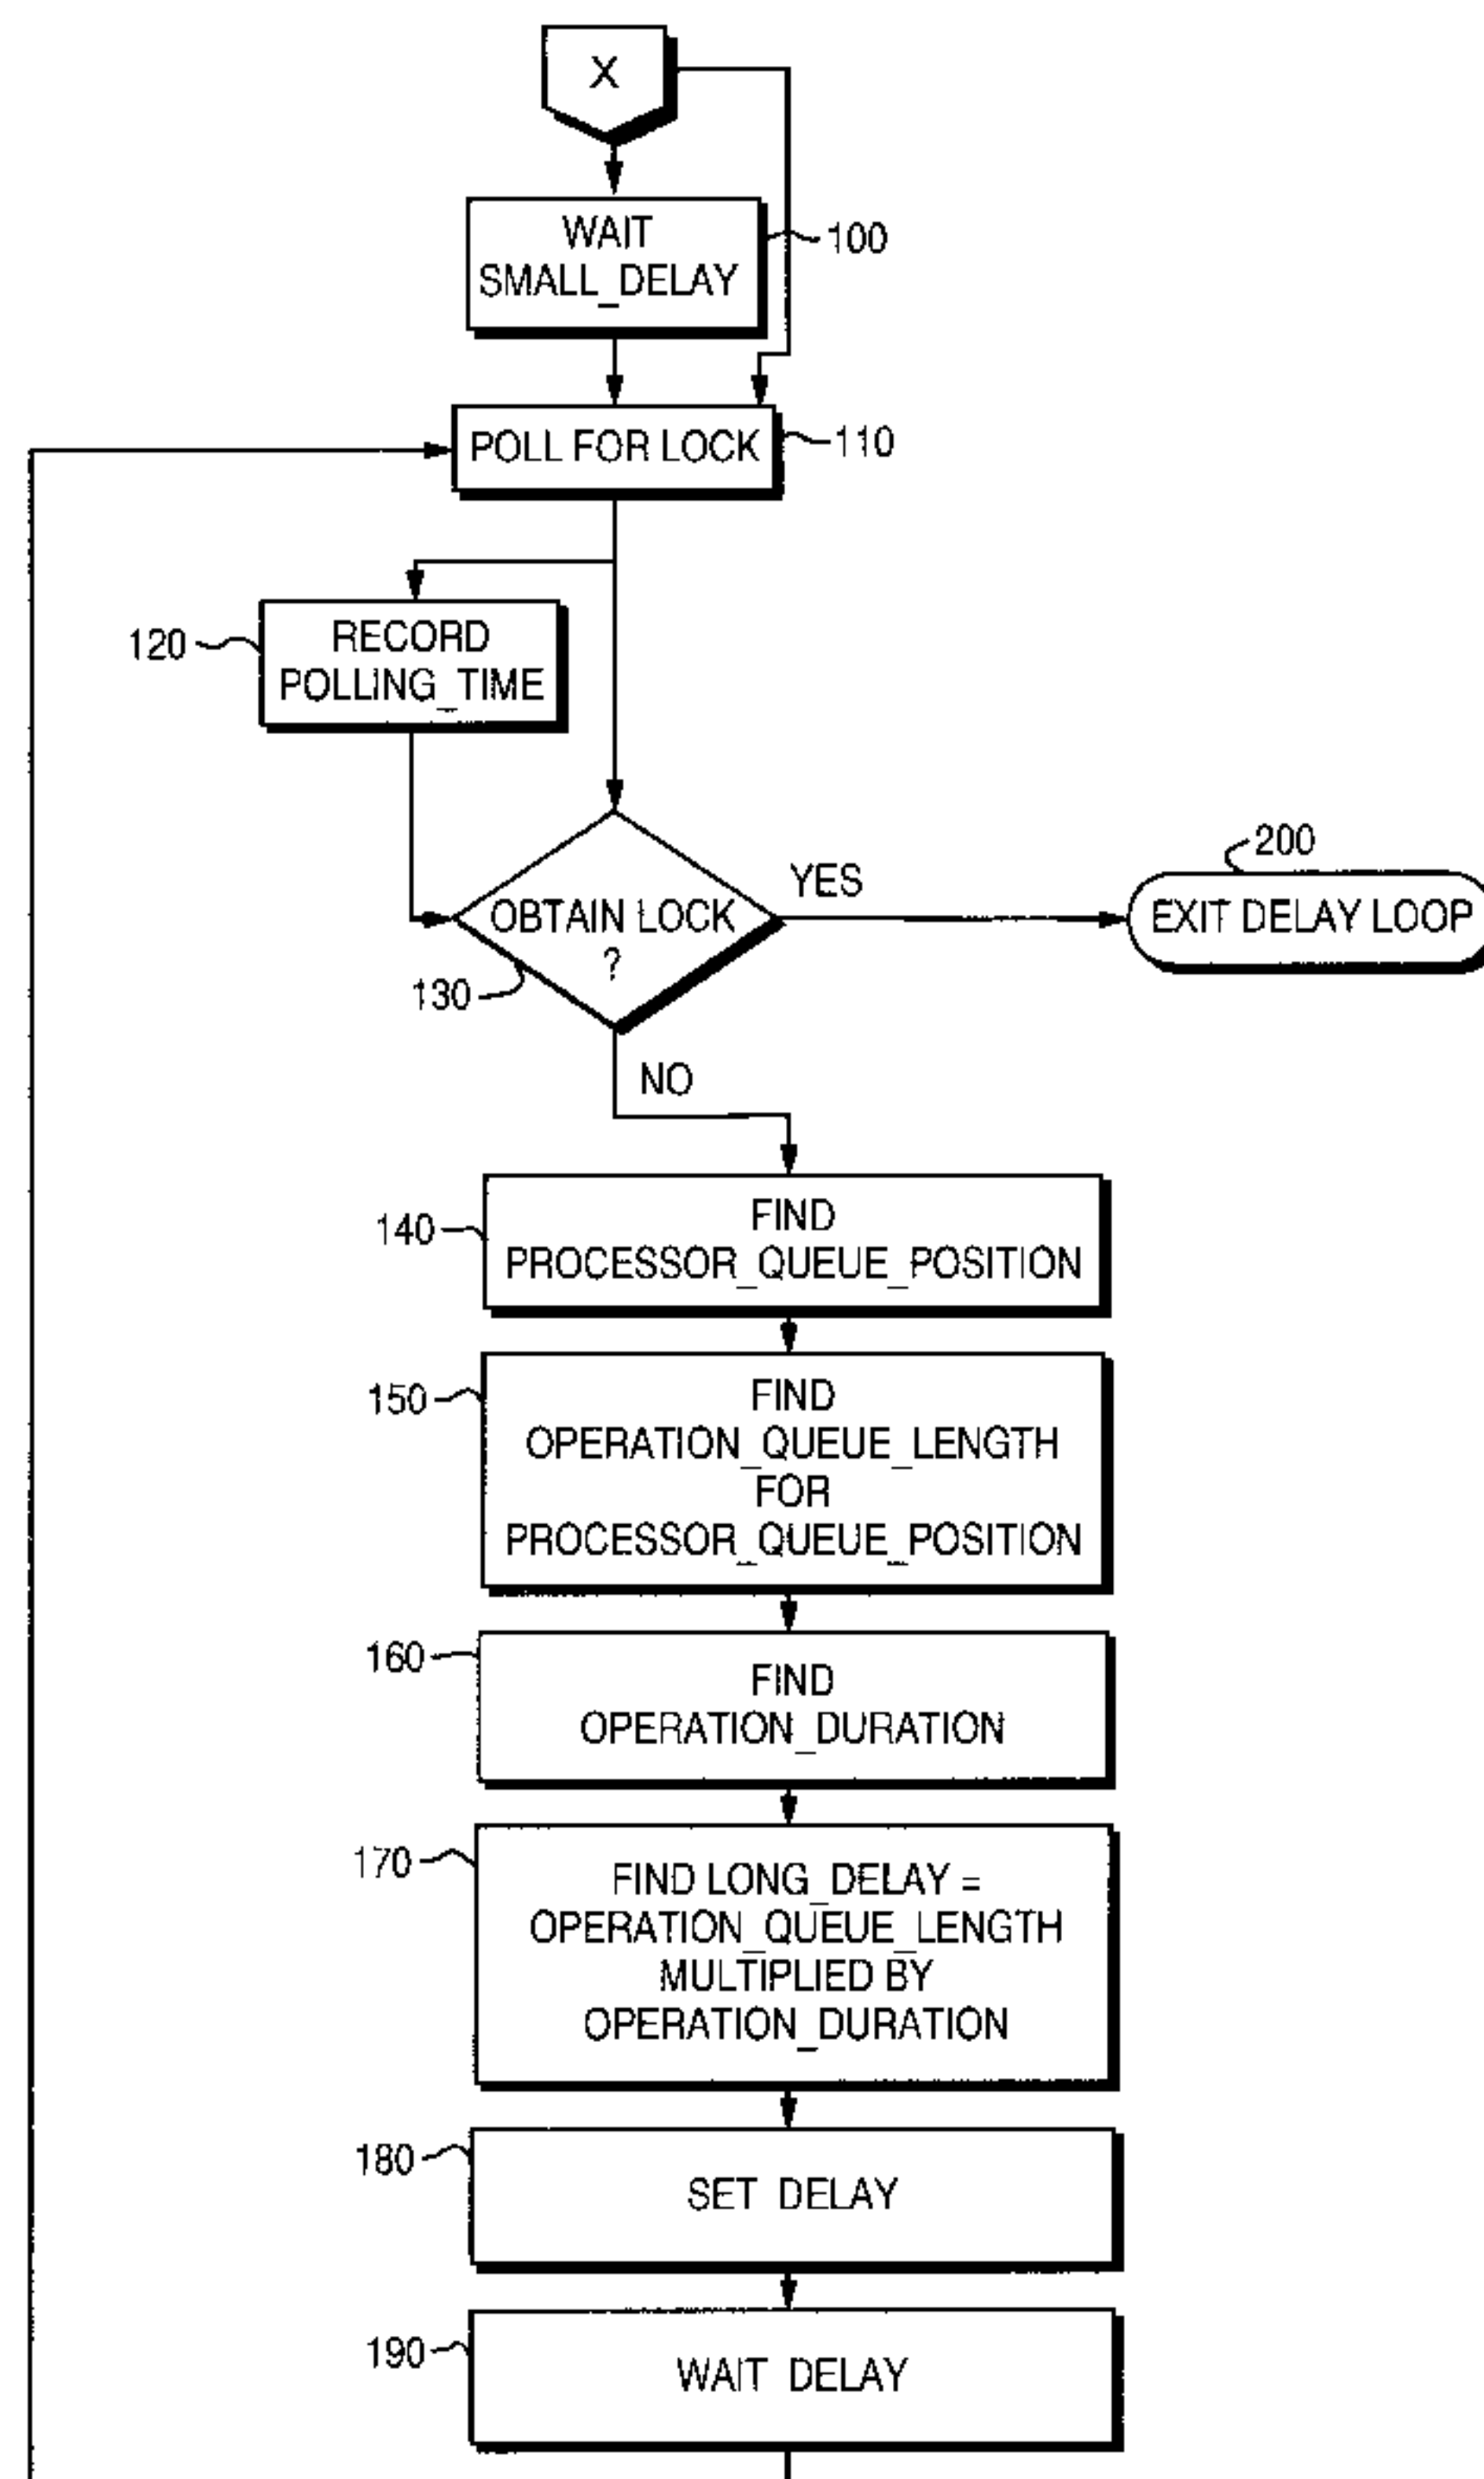 X
WAIT
SMALL_DELAY
100
POLL FOR LOCK
110
120
RECORD
POLLING_TIME
200
YES
OBTAIN LOCK
?
EXIT DELAY LOOP
130
NO
140
FIND
PROCESSOR_QUEUE_POSITION
150
FIND
OPERATION_QUEUE_LENGTH
FOR
PROCESSOR_QUEUE_POSITION
160
FIND
OPERATION_DURATION
170
FIND LONG_DELAY =
OPERATION_QUEUE_LENGTH
MULTIPLIED BY
OPERATION_DURATION
180
SET DELAY
190
WAIT DELAY